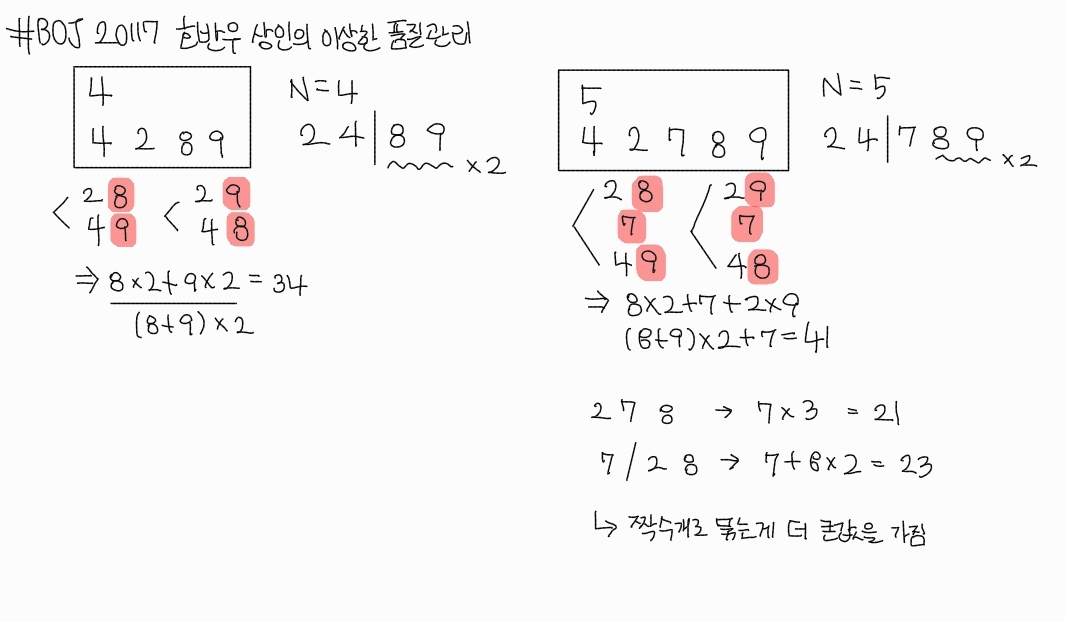 #BOJ 20117 호반우 상인의 이상한 품질관리
4
4 2 8 9
N=4
2 4 | 8 9
×2
< 2 8
4 9
< 2 9
4 8
⇒ 8×2+9×2 = 34
(8+9)×2
5
4 2 7 8 9
N=5
2 4 | 7 8 9
×2
< 2 8
7
4 9
< 2 9
7
4 8
⇒ 8×2+7+2×9
(8+9)×2+7=41
2 7 8 → 7×3 = 21
7 / 2 8 → 7+8×2 = 23
↳ 짝수개로 묶는게 더 큰값을 가짐